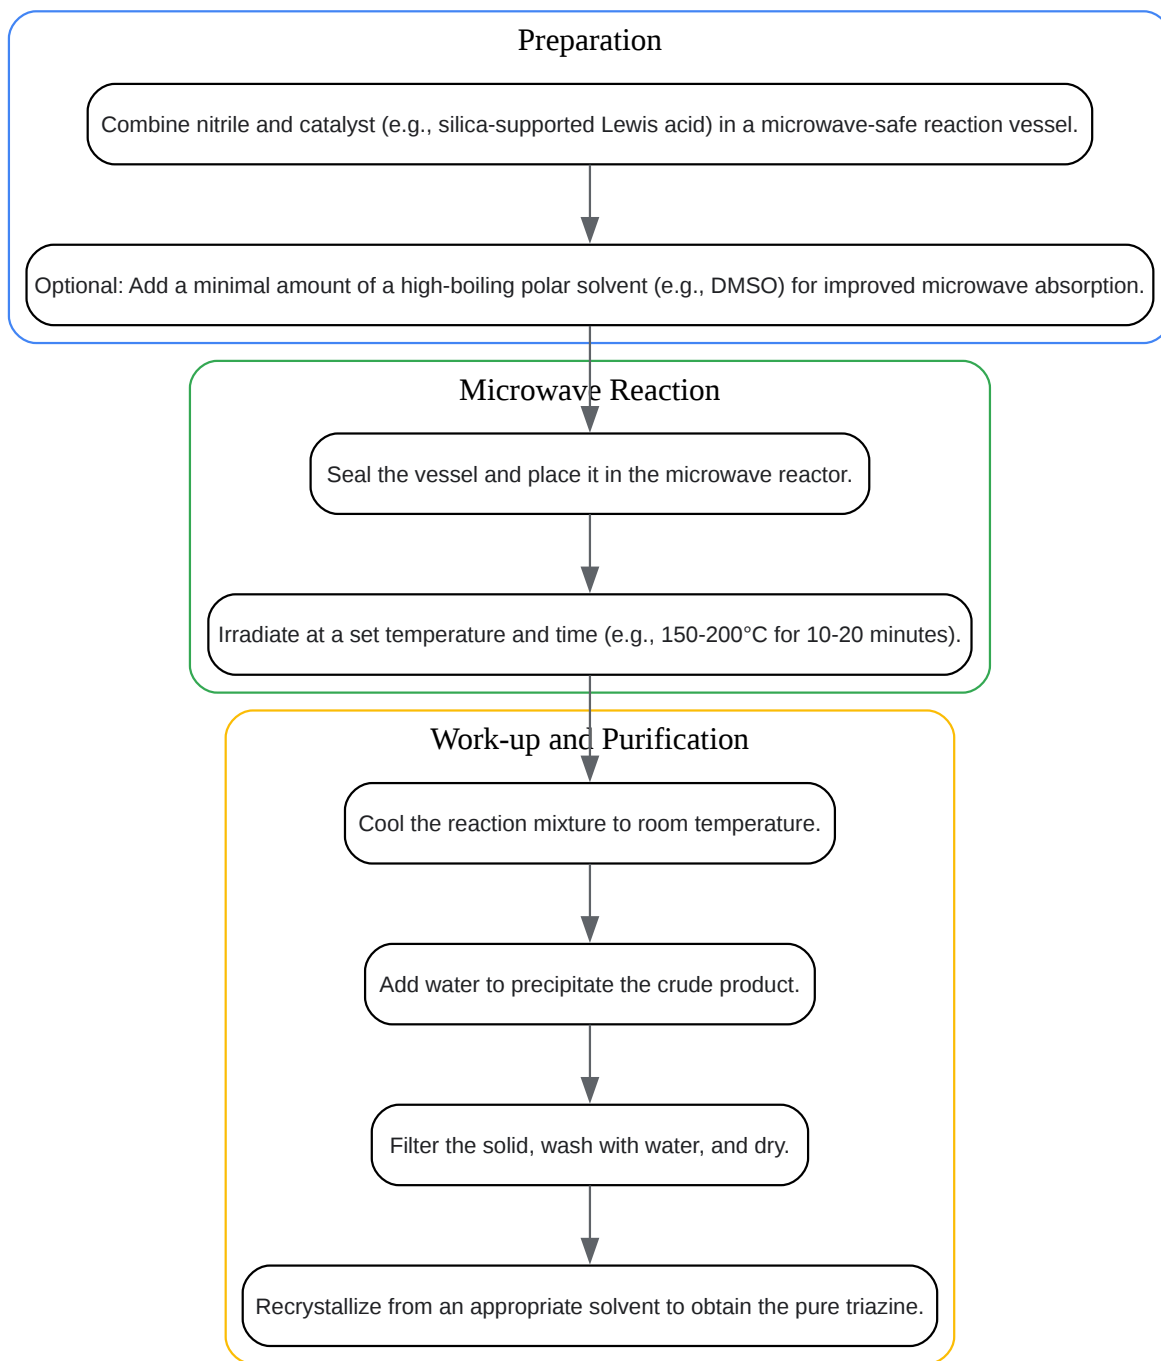 Preparation
Combine nitrile and catalyst (e.g., silica-supported Lewis acid) in a microwave-safe reaction vessel.
Optional: Add a minimal amount of a high-boiling polar solvent (e.g., DMSO) for improved microwave absorption.
Microwave Reaction
Seal the vessel and place it in the microwave reactor.
Irradiate at a set temperature and time (e.g., 150-200°C for 10-20 minutes).
Work-up and Purification
Cool the reaction mixture to room temperature.
Add water to precipitate the crude product.
Filter the solid, wash with water, and dry.
Recrystallize from an appropriate solvent to obtain the pure triazine.